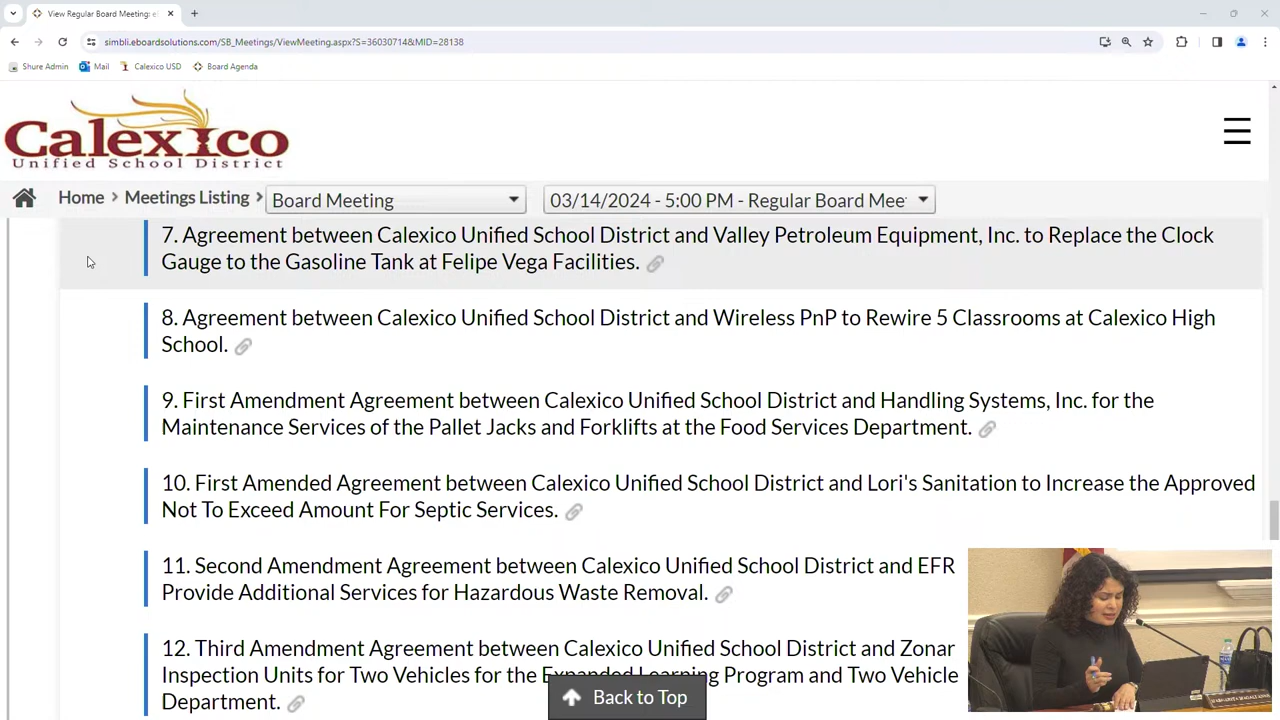 View Regular Board Meeting: e
simbli.eboardsolutions.com/SB_Meetings/ViewMeeting.aspx?S=36030714&MID=28138
Shure Admin
Mail
Calexico USD
Board Agenda
Calexico
Unified School District
Home
Meetings Listing
Board Meeting
03/14/2024 - 5:00 PM - Regular Board Mee
7. Agreement between Calexico Unified School District and Valley Petroleum Equipment, Inc. to Replace the Clock
Gauge to the Gasoline Tank at Felipe Vega Facilities.
8. Agreement between Calexico Unified School District and Wireless PnP to Rewire 5 Classrooms at Calexico High
School.
9. First Amendment Agreement between Calexico Unified School District and Handling Systems, Inc. for the
Maintenance Services of the Pallet Jacks and Forklifts at the Food Services Department.
10. First Amended Agreement between Calexico Unified School District and Lori's Sanitation to Increase the Approved
Not To Exceed Amount For Septic Services.
11. Second Amendment Agreement between Calexico Unified School District and EFR
Provide Additional Services for Hazardous Waste Removal.
12. Third Amendment Agreement between Calexico Unified School District and Zonar
Inspection Units for Two Vehicles for the Expanded Learning Program and Two Vehicle
Department.
Back to Top